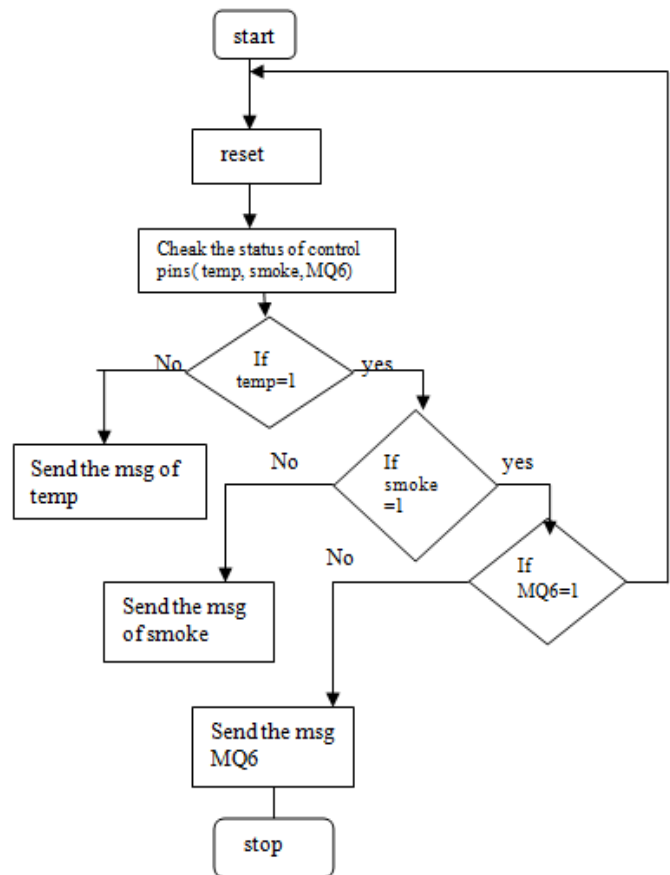 start
reset
Cheak the status of control
pins( temp, smoke, MQ6)
If
temp=1
No
yes
Send the msg of
temp
If
smoke
=1
No
yes
Send the msg
of smoke
If
MQ6=1
No
Send the msg
MQ6
stop